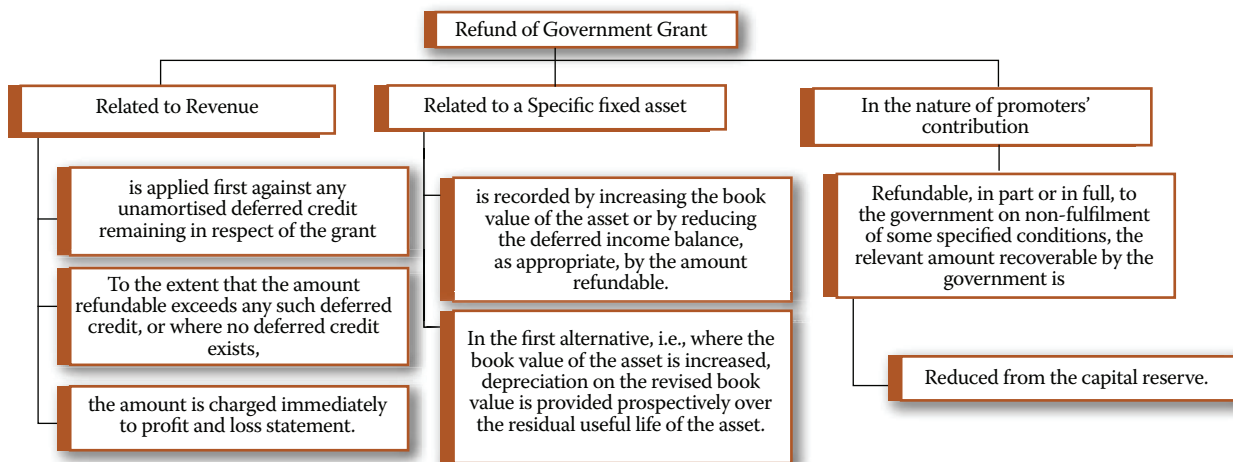 Refund of Government Grant
Related to Revenue
is applied first against any
unamortised deferred credit
remaining in respect of the grant
To the extent that the amount
refundable exceeds any such deferred
credit, or where no deferred credit
exists,
the amount is charged immediately
to profit and loss statement.
Related to a Specific fixed asset
is recorded by increasing the book
value of the asset or by reducing
the deferred income balance,
as appropriate, by the amount
refundable.
In the first alternative, i.e., where the
book value of the asset is increased,
depreciation on the revised book
value is provided prospectively over
the residual useful life of the asset.
In the nature of promoters'
contribution
Refundable, in part or in full, to
the government on non-fulfilment
of some specified conditions, the
relevant amount recoverable by the
government is
Reduced from the capital reserve.